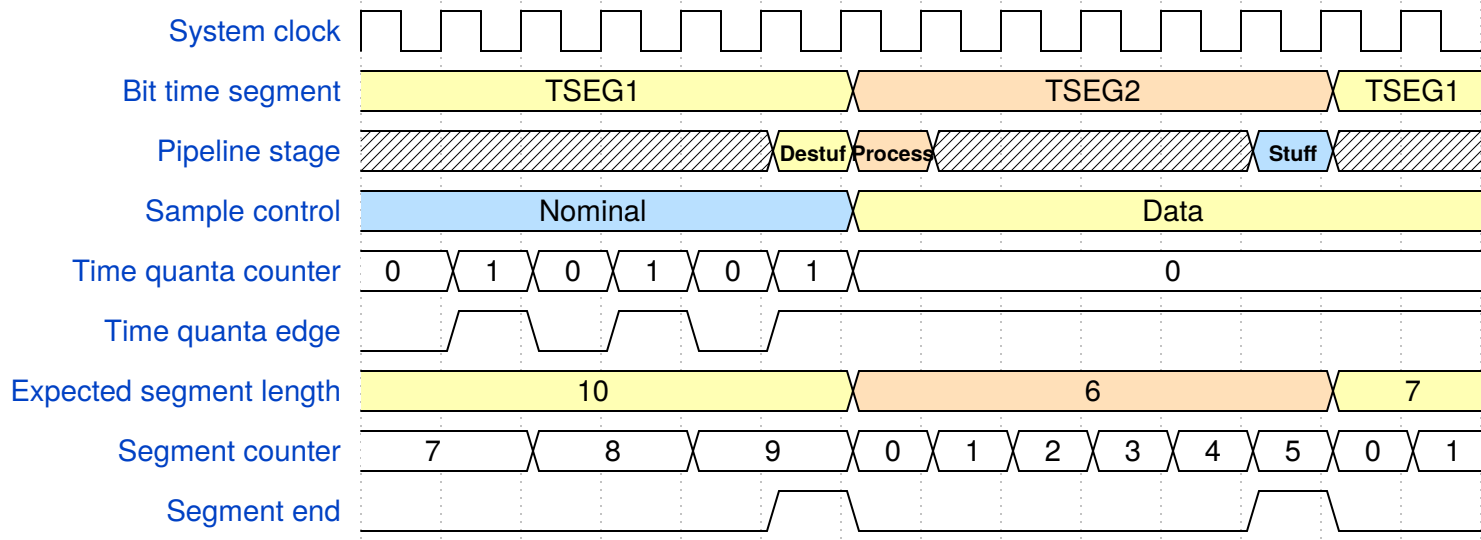 System clock
Bit time segment TSEG1 TSEG2 TSEG1
Pipeline stage Destuf Process Stuff
Sample control Nominal Data
Time quanta counter 0 1 0 1 0 1 0
Time quanta edge
Expected segment length 10 6 7
Segment counter 7 8 9 0 1 2 3 4 5 0 1
Segment end